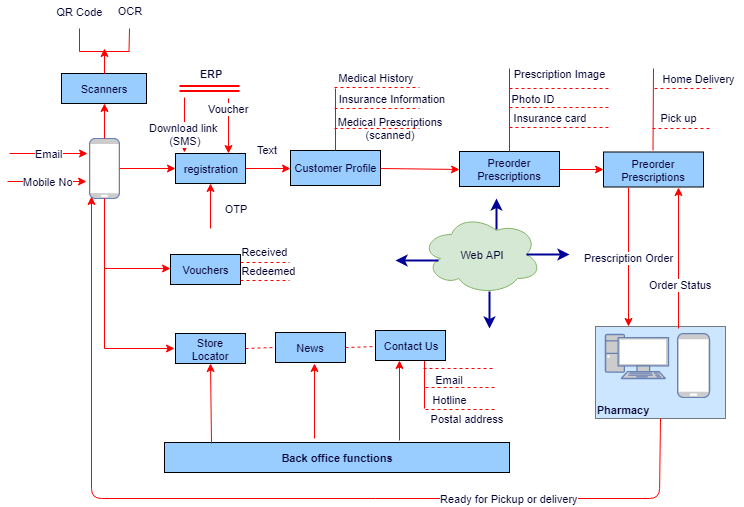 QR Code
OCR
Scanners
ERP
Voucher
Download link
(SMS)
Email
Mobile No
registration
Text
OTP
Medical History
Insurance Information
Medical Prescriptions
(scanned)
Customer Profile
Prescription Image
Photo ID
Insurance card
Preorder
Prescriptions
Home Delivery
Pick up
Preorder
Prescriptions
Vouchers
Received
Redeemed
Web API
Prescription Order
Order Status
Store
Locator
News
Contact Us
Email
Hotline
Postal address
Pharmacy
Back office functions
Ready for Pickup or delivery